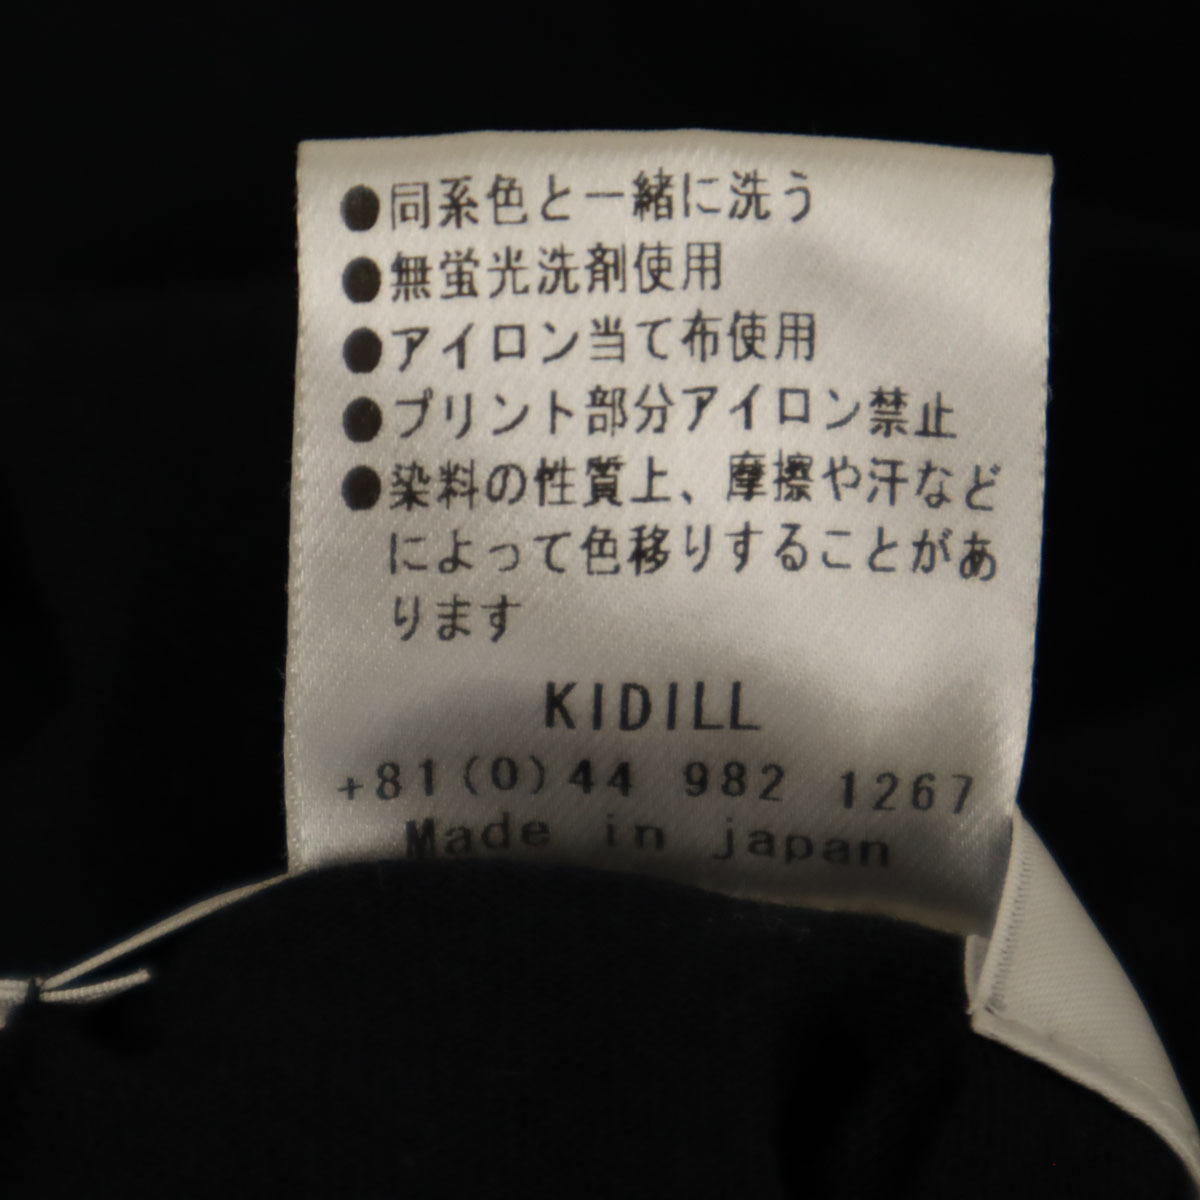 ●同系色と一緒に洗う
●無蛍光洗剤使用
●アイロン当て布使用
●プリント部分アイロン禁止
●染料の性質上、摩擦や汗など
によって色移りすることがあ
ります
KIDILL
+81(0)44 982 1267
Made in japan